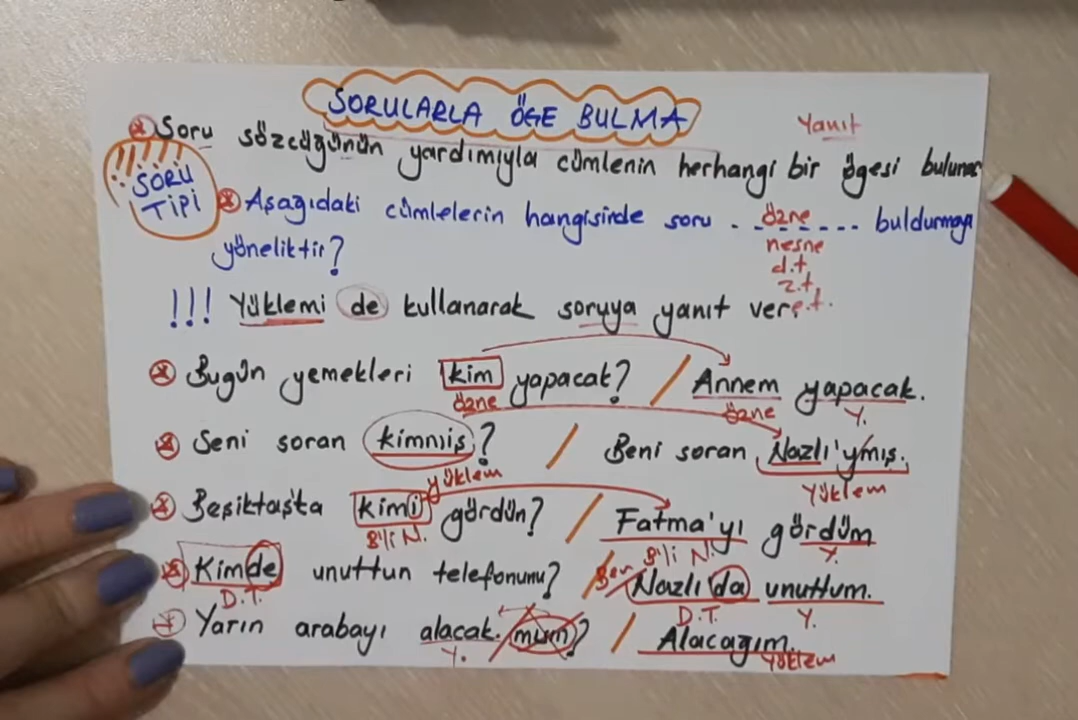 SORULARLA ÖGE BULMA
Yanıt
Soru sözcüğünün yardımıyla cümlenin herhangi bir ögesi bulunur
SORU
TİPİ
Aşağıdaki cümlelerin hangisinde soru ... özne ... buldurmaya
nesne
yöneliktir?
d.t
z.t.
e.t.
!!! Yüklemi de kullanarak soruya yanıt ver.
Bugün yemekleri kim yapacak? / Annem yapacak.
özne özne Y.
Seni soran kimmiş? / Beni soran Nazlı'ymış.
yüklem yüklem
Beşiktaş'ta kimi gördün? / Fatma'yı gördüm
B'li N. B'li N. Y.
Kimde unuttun telefonunu? / Ben Nazlı'da unuttum.
D.T. D.T. Y.
Yarın arabayı alacak mısın? / Alacağım.
Y. yüklem